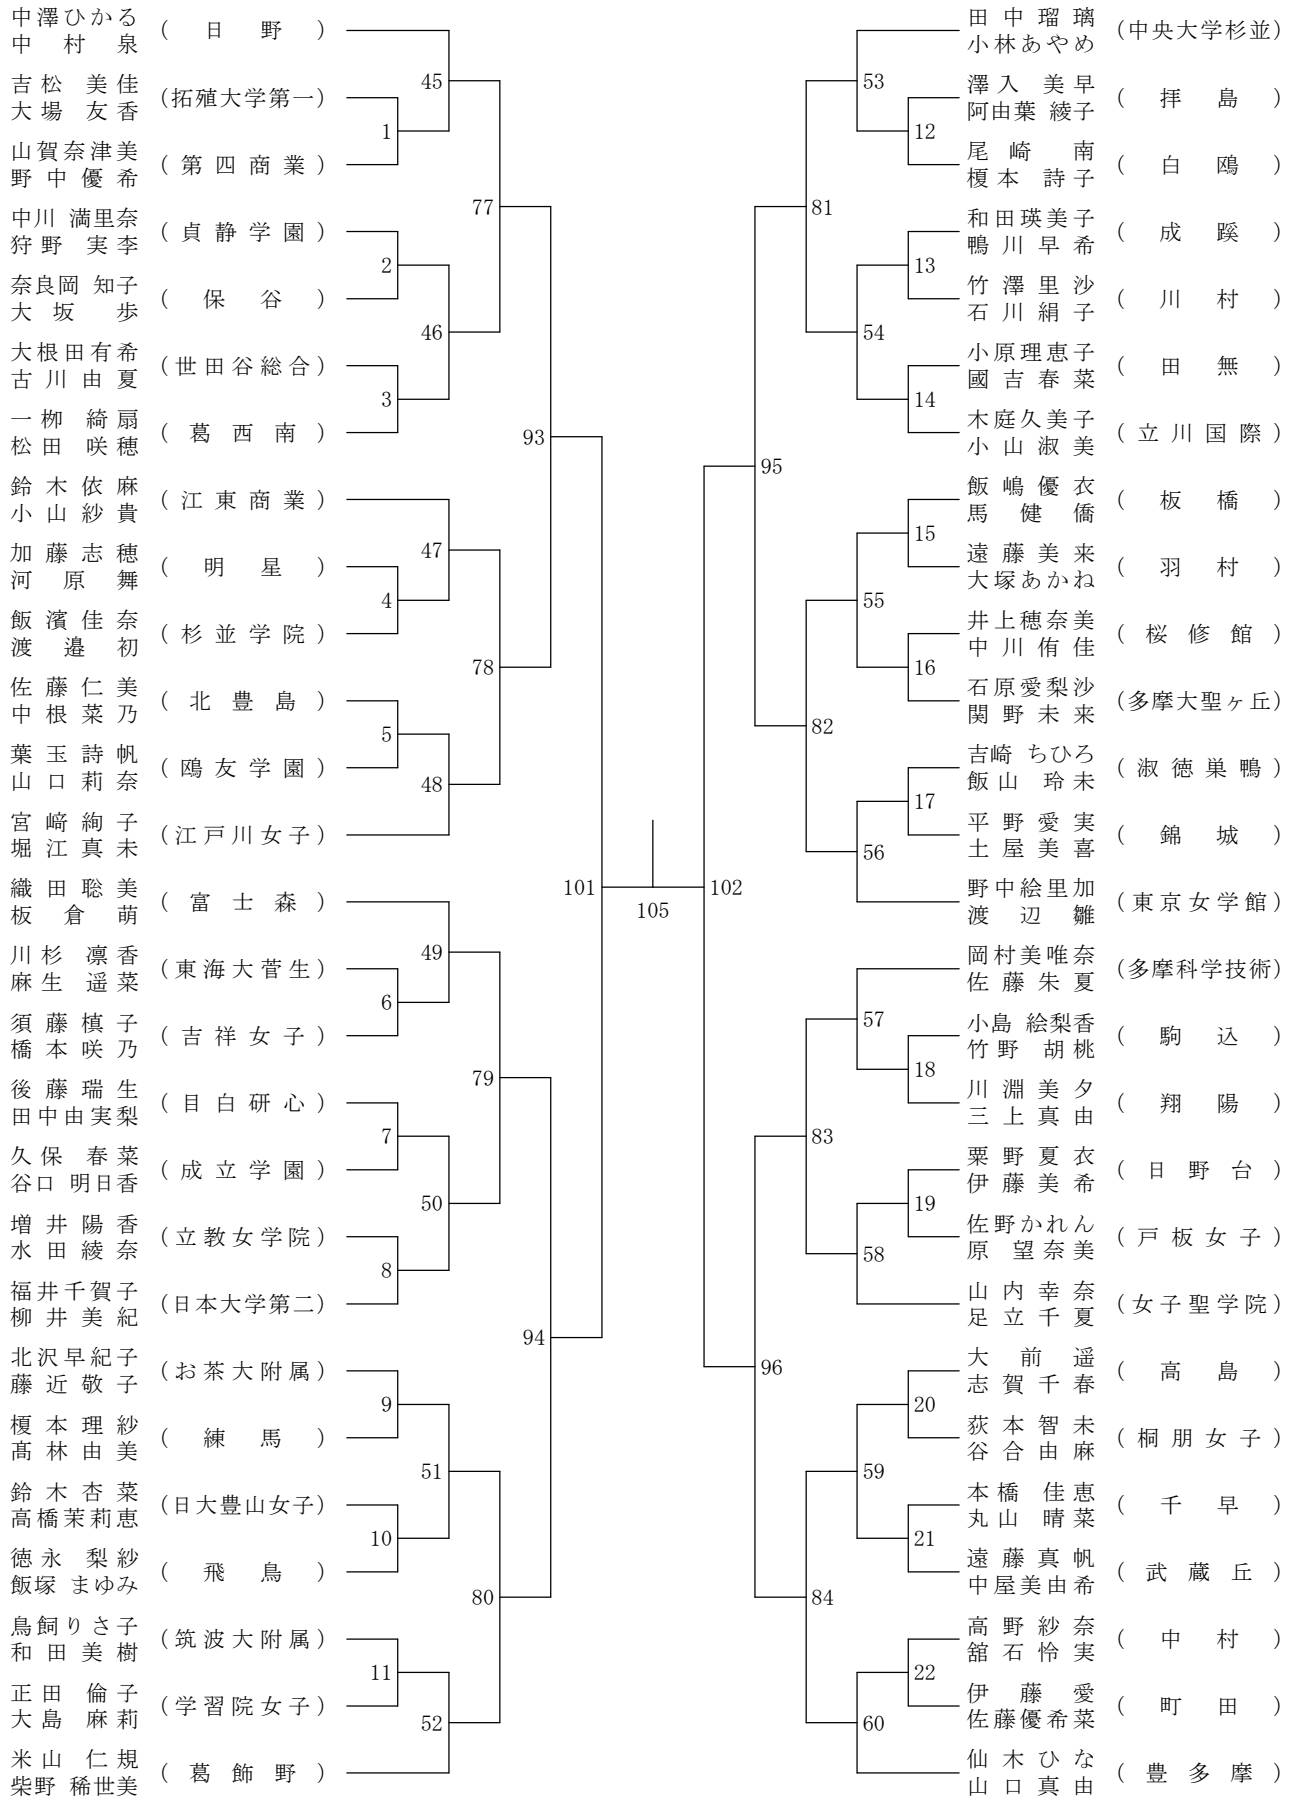 中澤ひかる
中村泉
(日野)
吉松美佳
大場友香
(拓殖大学第一)
山賀奈津美
野中優希
(第四商業)
中川満里奈
狩野実李
(貞静学園)
奈良岡知子
大坂歩
(保谷)
大根田有希
古川由夏
(世田谷総合)
一栁綺扇
松田咲穂
(葛西南)
鈴木依麻
小山紗貴
(江東商業)
加藤志穂
河原舞
(明星)
飯濱佳奈
渡邉初
(杉並学院)
佐藤仁美
中根菜乃
(北豊島)
葉玉詩帆
山口莉奈
(鴎友学園)
宮﨑絢子
堀江真未
(江戸川女子)
織田聡美
板倉萌
(富士森)
川杉凛香
麻生遥菜
(東海大菅生)
須藤槙子
橋本咲乃
(吉祥女子)
後藤瑞生
田中由実梨
(目白研心)
久保春菜
谷口明日香
(成立学園)
増井陽香
水田綾奈
(立教女学院)
福井千賀子
柳井美紀
(日本大学第二)
北沢早紀子
藤近敬子
(お茶大附属)
榎本理紗
髙林由美
(練馬)
鈴木杏菜
高橋茉莉恵
(日大豊山女子)
徳永梨紗
飯塚まゆみ
(飛鳥)
鳥飼りさ子
和田美樹
(筑波大附属)
正田倫子
大島麻莉
(学習院女子)
米山仁規
柴野稀世美
(葛飾野)
45
1
77
2
46
3
93
47
4
78
5
48
101
49
6
79
7
50
8
94
9
51
10
80
11
52
105
102
53
12
81
13
54
14
95
15
55
16
82
17
56
57
18
83
19
58
96
20
59
21
84
22
60
田中瑠璃
小林あやめ
(中央大学杉並)
澤入美早
阿由葉綾子
(拝島)
尾崎南
榎本詩子
(白鴎)
和田瑛美子
鴨川早希
(成蹊)
竹澤里沙
石川絹子
(川村)
小原理恵子
國吉春菜
(田無)
木庭久美子
小山淑美
(立川国際)
飯嶋優衣
馬健僑
(板橋)
遠藤美来
大塚あかね
(羽村)
井上穂奈美
中川侑佳
(桜修館)
石原愛梨沙
関野未来
(多摩大聖ヶ丘)
吉崎ちひろ
飯山玲未
(淑徳巣鴨)
平野愛実
土屋美喜
(錦城)
野中絵里加
渡辺雛
(東京女学館)
岡村美唯奈
佐藤朱夏
(多摩科学技術)
小島絵梨香
竹野胡桃
(駒込)
川淵美夕
三上真由
(翔陽)
粟野夏衣
伊藤美希
(日野台)
佐野かれん
原望奈美
(戸板女子)
山内幸奈
足立千夏
(女子聖学院)
大前遥
志賀千春
(高島)
荻本智未
谷合由麻
(桐朋女子)
本橋佳恵
丸山晴菜
(千早)
遠藤真帆
中屋美由希
(武蔵丘)
高野紗奈
舘石怜実
(中村)
伊藤愛
佐藤優希菜
(町田)
仙木ひな
山口真由
(豊多摩)